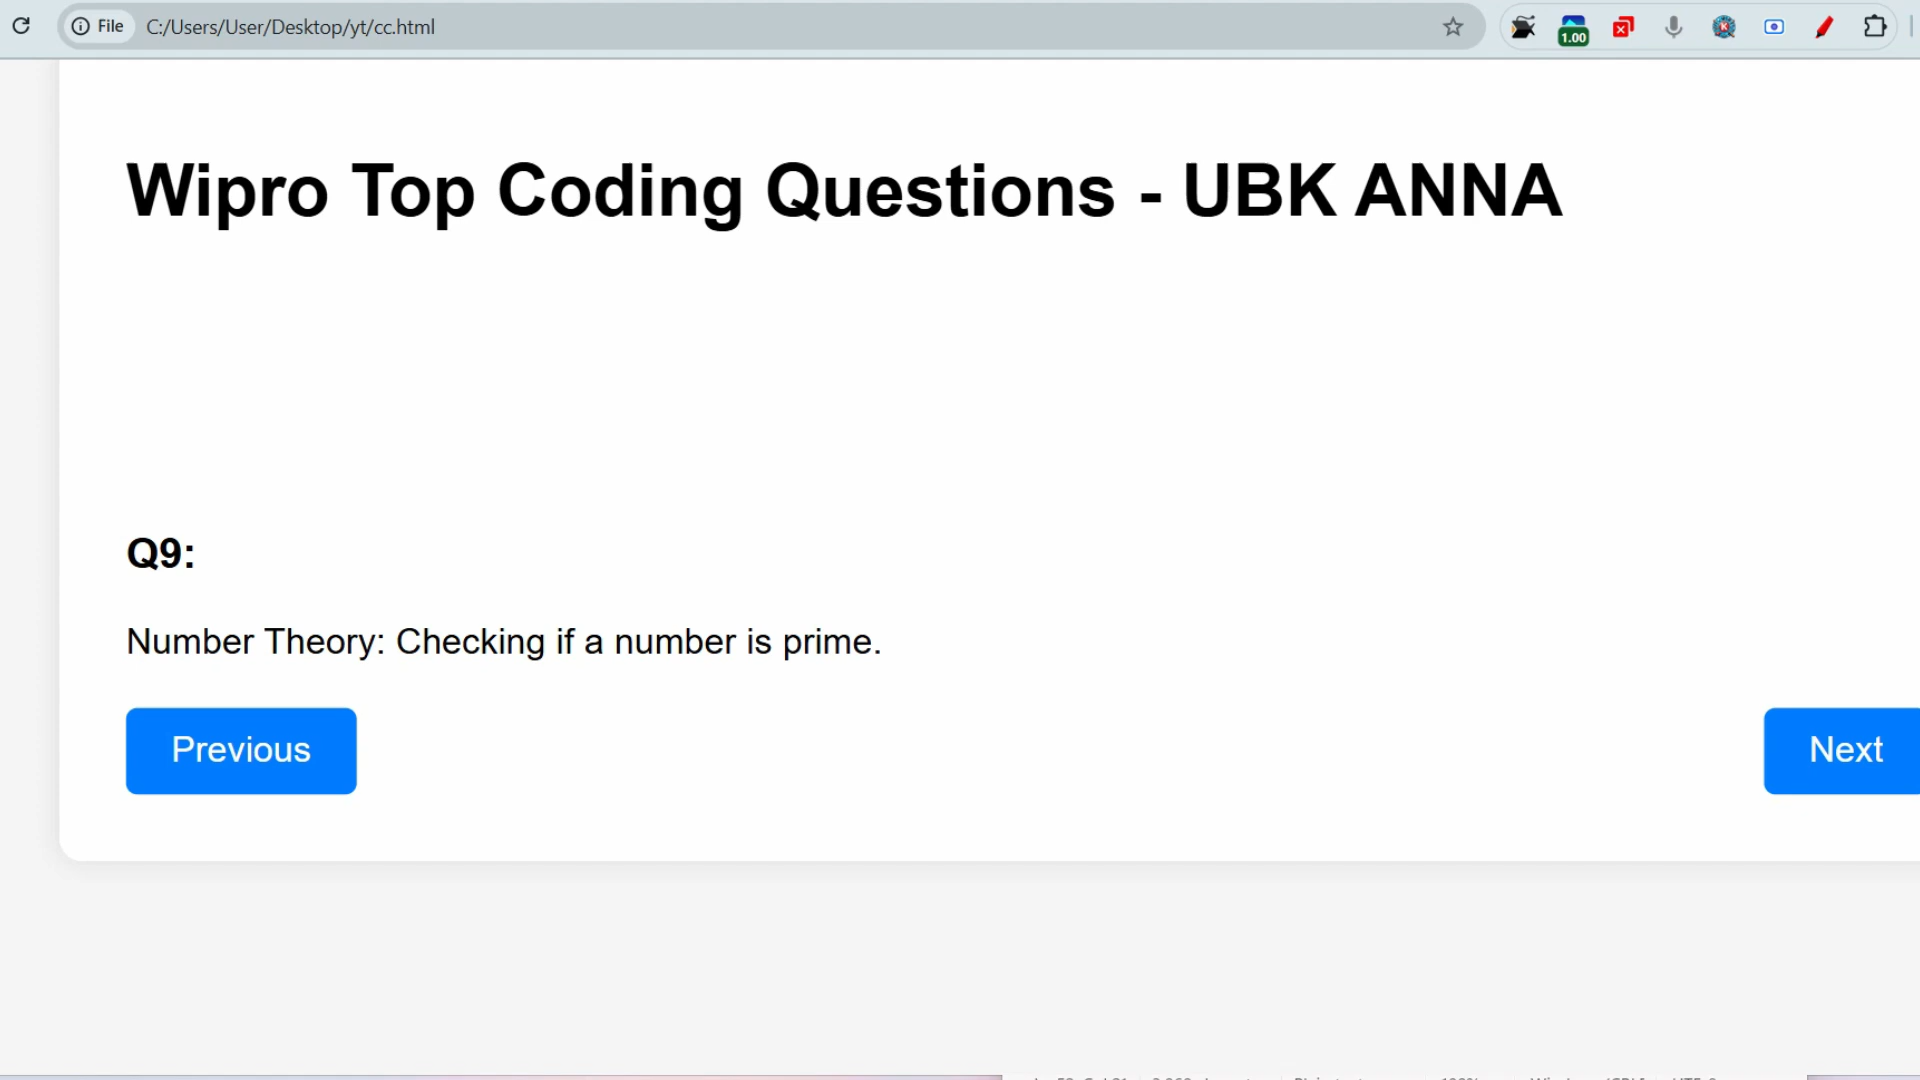 File
C:/Users/User/Desktop/yt/cc.html
1.00
Wipro Top Coding Questions - UBK ANNA
Q9:
Number Theory: Checking if a number is prime.
Previous
Next